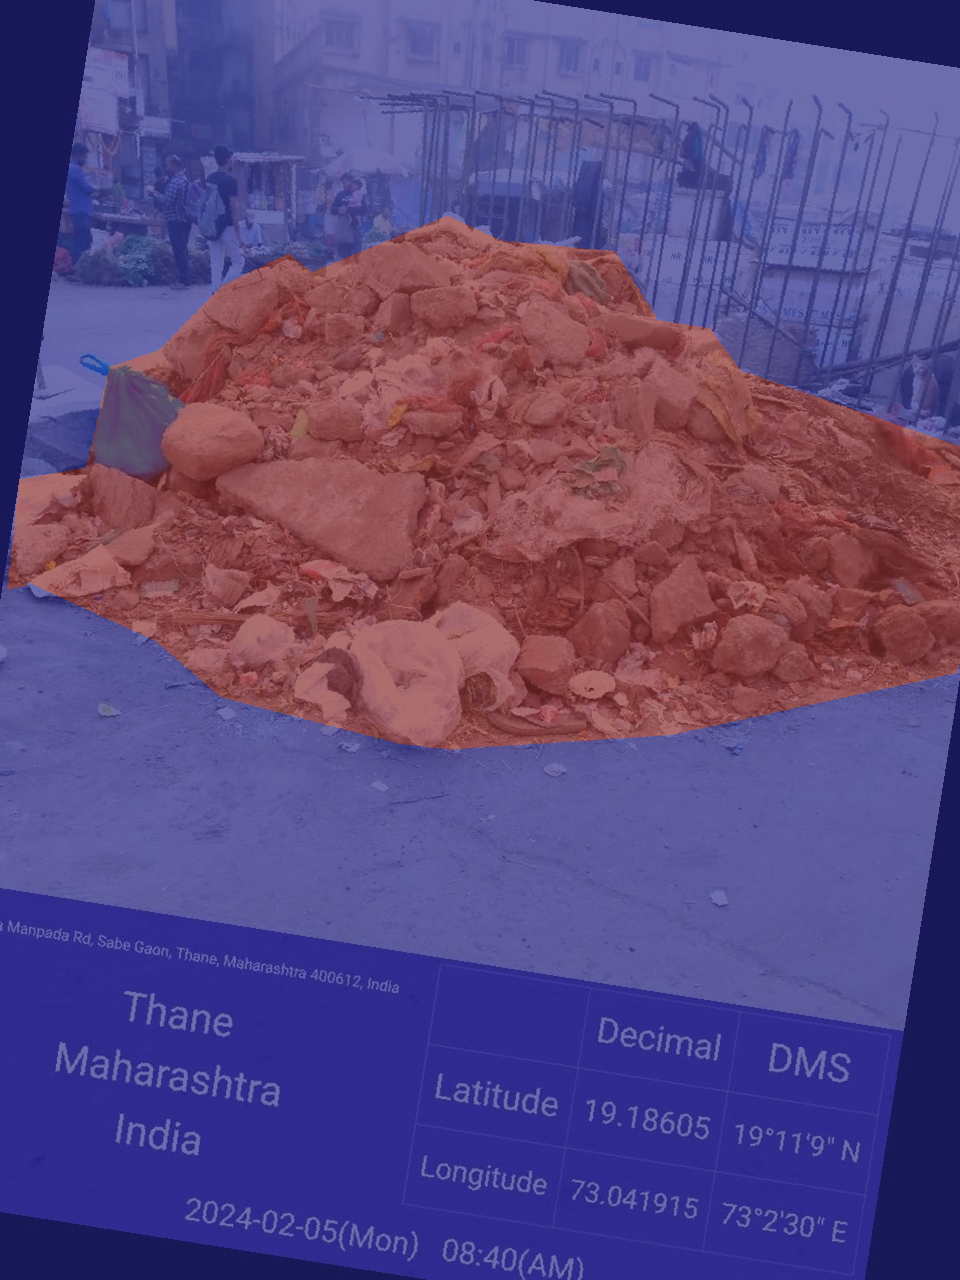 a Manpada Rd, Sabe Gaon, Thane, Maharashtra 400612, India
Thane
Maharashtra
India
Decimal DMS
Latitude 19.18605 19°11'9" N
Longitude 73.041915 73°2'30" E
2024-02-05(Mon) 08:40(AM)